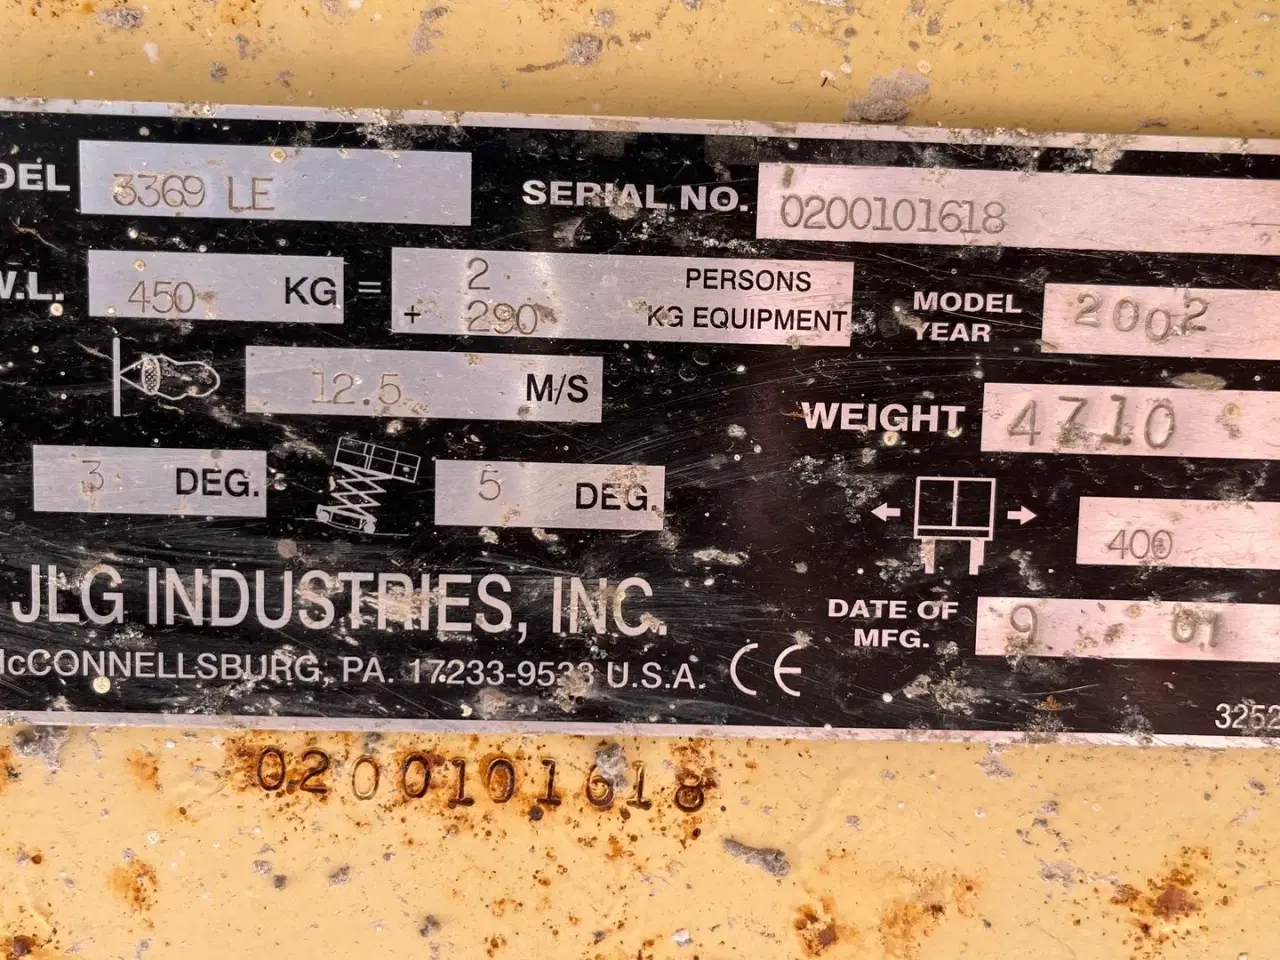 ODEL 3369 LE SERIAL NO. 0200101618
W.L. 450 KG = 2 PERSONS
+ 290 KG EQUIPMENT
MODEL YEAR 2002
12.5 M/S
WEIGHT 4710
3 DEG. 5 DEG.
400
JLG INDUSTRIES, INC.
DATE OF MFG. 9 01
McCONNELLSBURG, PA. 17233-9533 U.S.A. CE
3252
0200101618